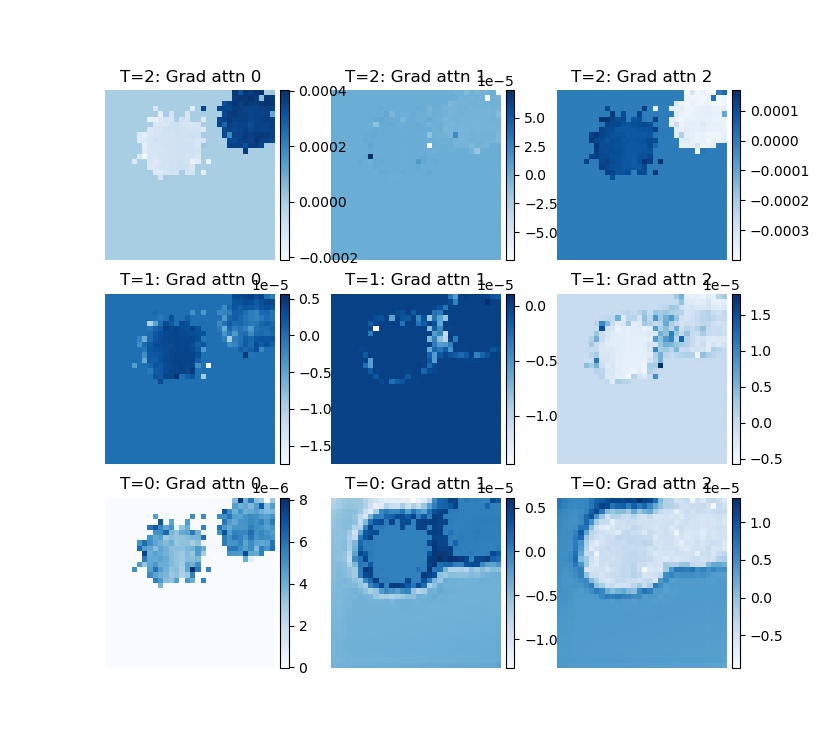 T=2: Grad attn 0
0.0004
0.0002
0.0000
−0.0002
T=2: Grad attn 1
1e−5
5.0
2.5
0.0
−2.5
−5.0
T=2: Grad attn 2
0.0001
0.0000
−0.0001
−0.0002
−0.0003
T=1: Grad attn 0
1e−5
0.5
0.0
−0.5
−1.0
−1.5
T=1: Grad attn 1
1e−5
0.0
−0.5
−1.0
T=1: Grad attn 2
1e−5
1.5
1.0
0.5
0.0
−0.5
T=0: Grad attn 0
1e−6
8
6
4
2
0
T=0: Grad attn 1
1e−5
0.5
0.0
−0.5
−1.0
T=0: Grad attn 2
1e−5
1.0
0.5
0.0
−0.5